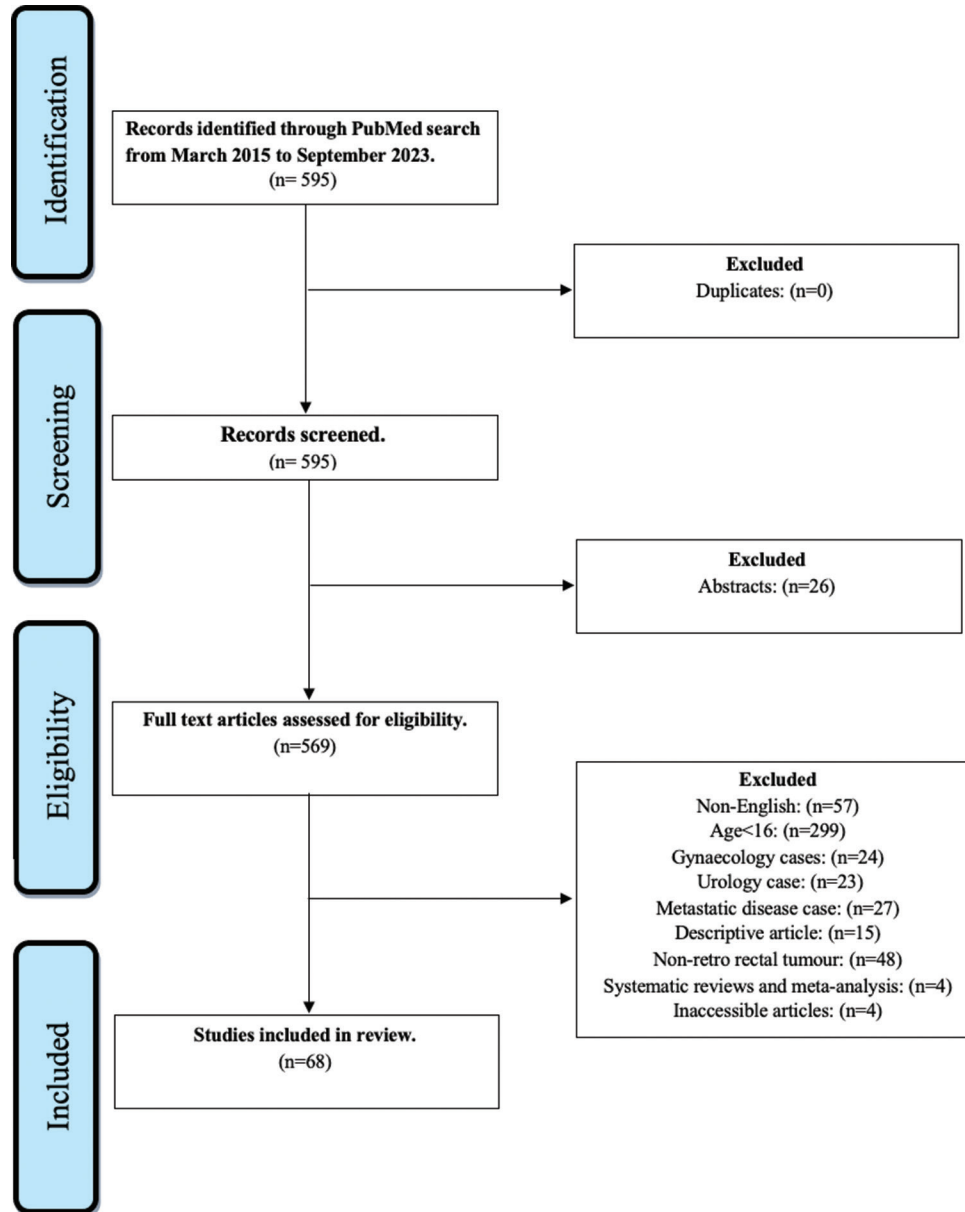 Identification
Records identified through PubMed search
from March 2015 to September 2023.
(n= 595)
Excluded
Duplicates: (n=0)
Screening
Records screened.
(n= 595)
Excluded
Abstracts: (n=26)
Eligibility
Full text articles assessed for eligibility.
(n=569)
Excluded
Non-English: (n=57)
Age<16: (n=299)
Gynaecology cases: (n=24)
Urology case: (n=23)
Metastatic disease case: (n=27)
Descriptive article: (n=15)
Non-retro rectal tumour: (n=48)
Systematic reviews and meta-analysis: (n=4)
Inaccessible articles: (n=4)
Included
Studies included in review.
(n=68)